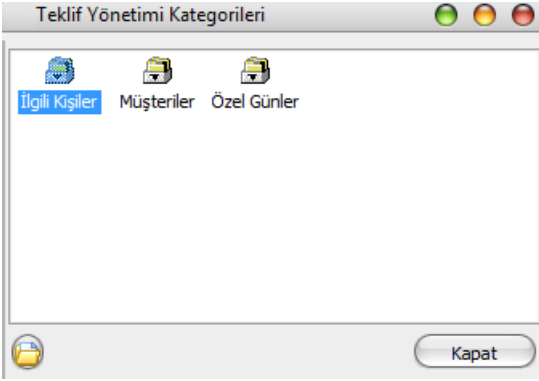 Teklif Yönetimi Kategorileri
İlgili Kişiler Müşteriler Özel Günler
Kapat